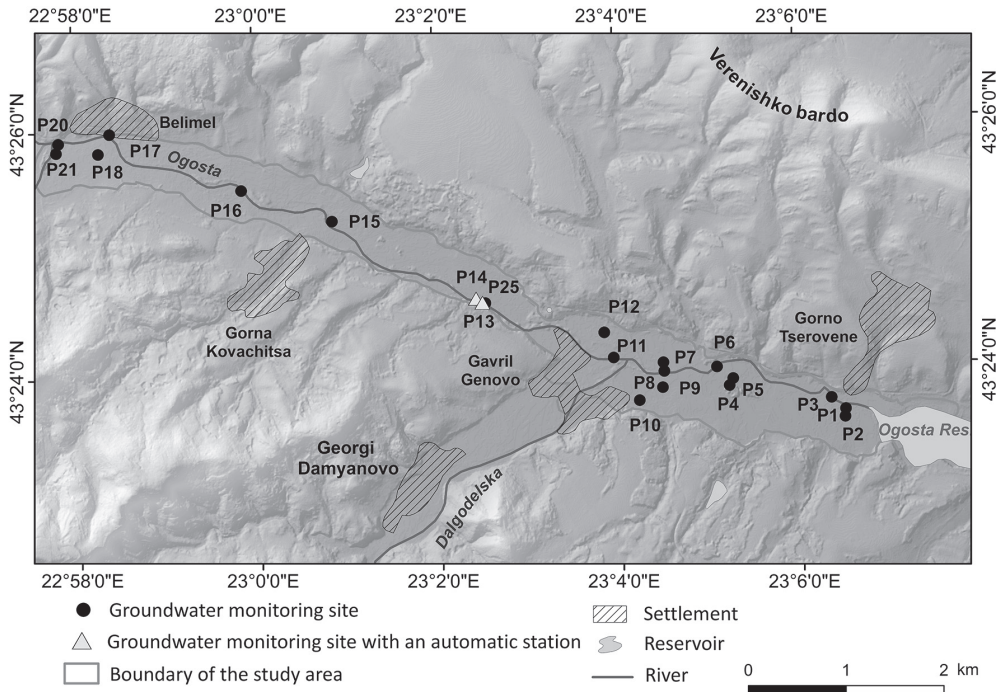 22°58'0"E 23°0'0"E 23°2'0"E 23°4'0"E 23°6'0"E
43°26'0"N
43°26'0"N
43°24'0"N
43°24'0"N
Verenishko bardo
P20
Belimel
P17
P21
P18
Ogosta
P16
P15
P14
P25
P13
P12
Gorna
Kovachitsa
Gorno
Tserovene
P11
P6
Gavril
Genovo
P7
P8
P9
P5
P4
P3
P1
P10
P2
Ogosta Res
Georgi
Damyanovo
Dalgodelska
22°58'0"E 23°0'0"E 23°2'0"E 23°4'0"E 23°6'0"E
Groundwater monitoring site
Groundwater monitoring site with an automatic station
Boundary of the study area
Settlement
Reservoir
River
0 1 2 km